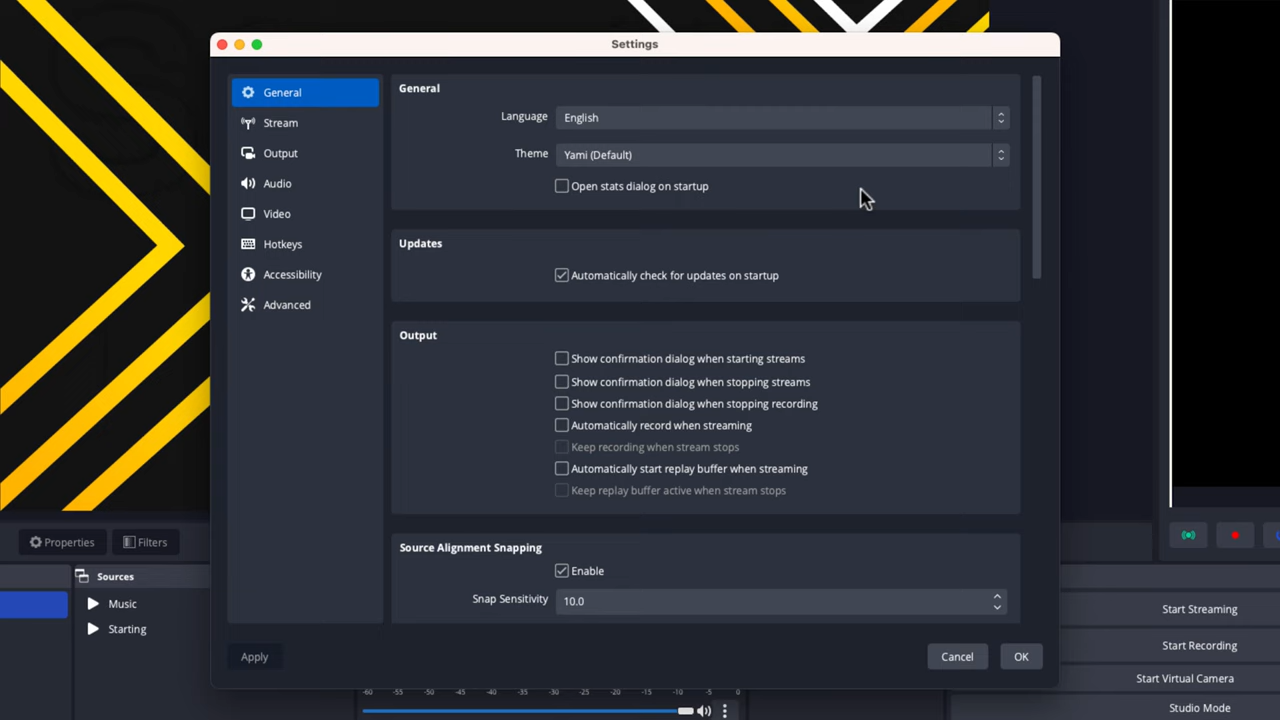 Settings
General
Stream
Output
Audio
Video
Hotkeys
Accessibility
Advanced
General
Language English
Theme Yami (Default)
Open stats dialog on startup
Updates
Automatically check for updates on startup
Output
Show confirmation dialog when starting streams
Show confirmation dialog when stopping streams
Show confirmation dialog when stopping recording
Automatically record when streaming
Keep recording when stream stops
Automatically start replay buffer when streaming
Keep replay buffer active when stream stops
Source Alignment Snapping
Enable
Snap Sensitivity 10.0
Apply
Cancel
OK
Properties
Filters
Sources
Music
Starting
-60 -55 -50 -45 -40 -35 -30 -25 -20 -15 -10 -5 0
Start Streaming
Start Recording
Start Virtual Camera
Studio Mode